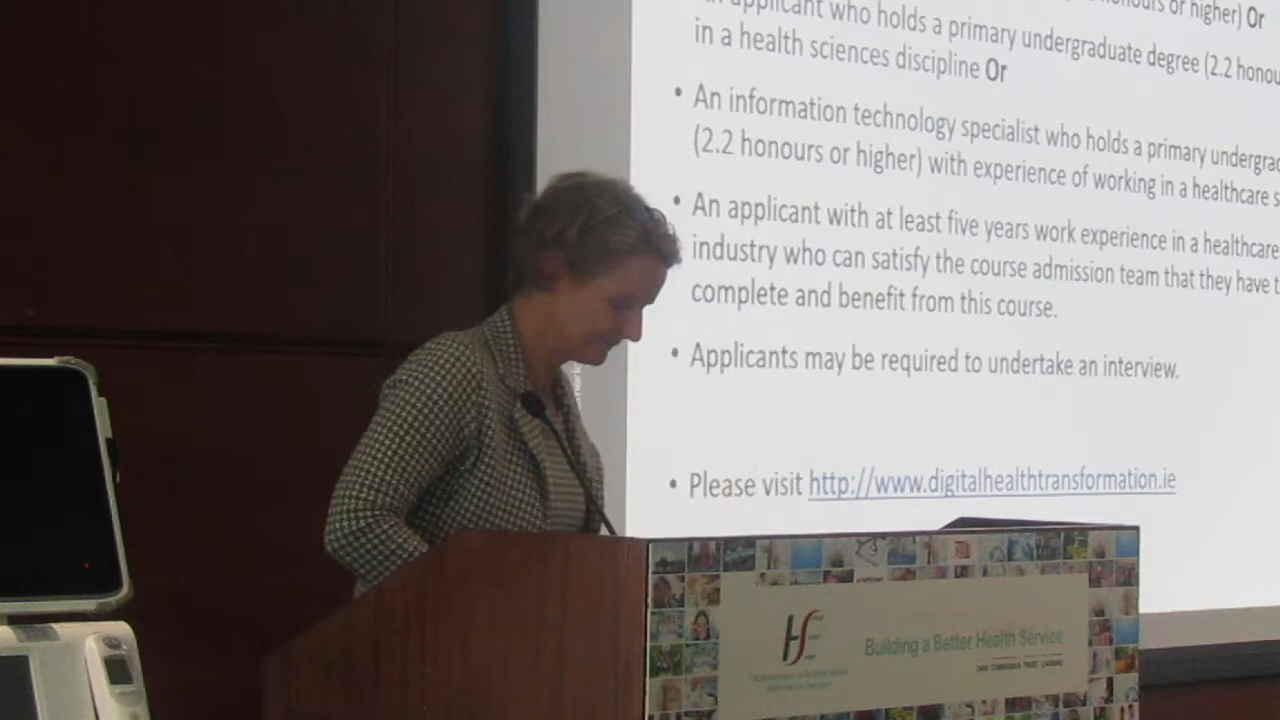 honours or higher) Or
applicant who holds a primary undergraduate degree (2.2 honou
in a health sciences discipline Or
• An information technology specialist who holds a primary undergrad
(2.2 honours or higher) with experience of working in a healthcare s
• An applicant with at least five years work experience in a healthcare
industry who can satisfy the course admission team that they have t
complete and benefit from this course.
• Applicants may be required to undertake an interview.
• Please visit http://www.digitalhealthtransformation.ie
Building a Better Health Service
CARE COMPASSION TRUST LEARNING